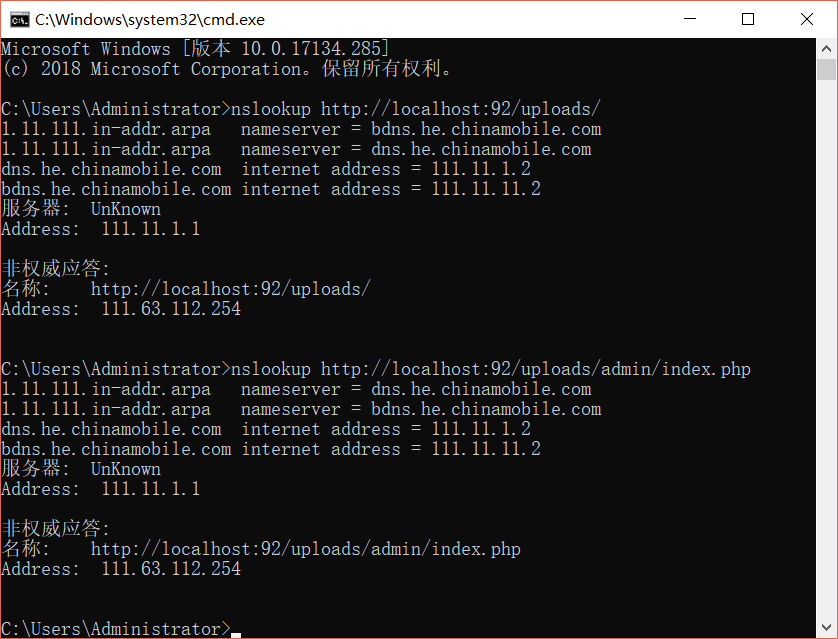 C:\Windows\system32\cmd.exe
Microsoft Windows [版本 10.0.17134.285]
(c) 2018 Microsoft Corporation。保留所有权利。
C:\Users\Administrator>nslookup http://localhost:92/uploads/
1.11.111.in-addr.arpa   nameserver = bdns.he.chinamobile.com
1.11.111.in-addr.arpa   nameserver = dns.he.chinamobile.com
dns.he.chinamobile.com  internet address = 111.11.1.2
bdns.he.chinamobile.com internet address = 111.11.11.2
服务器:  UnKnown
Address:  111.11.1.1
非权威应答:
名称:    http://localhost:92/uploads/
Address:  111.63.112.254
C:\Users\Administrator>nslookup http://localhost:92/uploads/admin/index.php
1.11.111.in-addr.arpa   nameserver = dns.he.chinamobile.com
1.11.111.in-addr.arpa   nameserver = bdns.he.chinamobile.com
dns.he.chinamobile.com  internet address = 111.11.1.2
bdns.he.chinamobile.com internet address = 111.11.11.2
服务器:  UnKnown
Address:  111.11.1.1
非权威应答:
名称:    http://localhost:92/uploads/admin/index.php
Address:  111.63.112.254
C:\Users\Administrator>